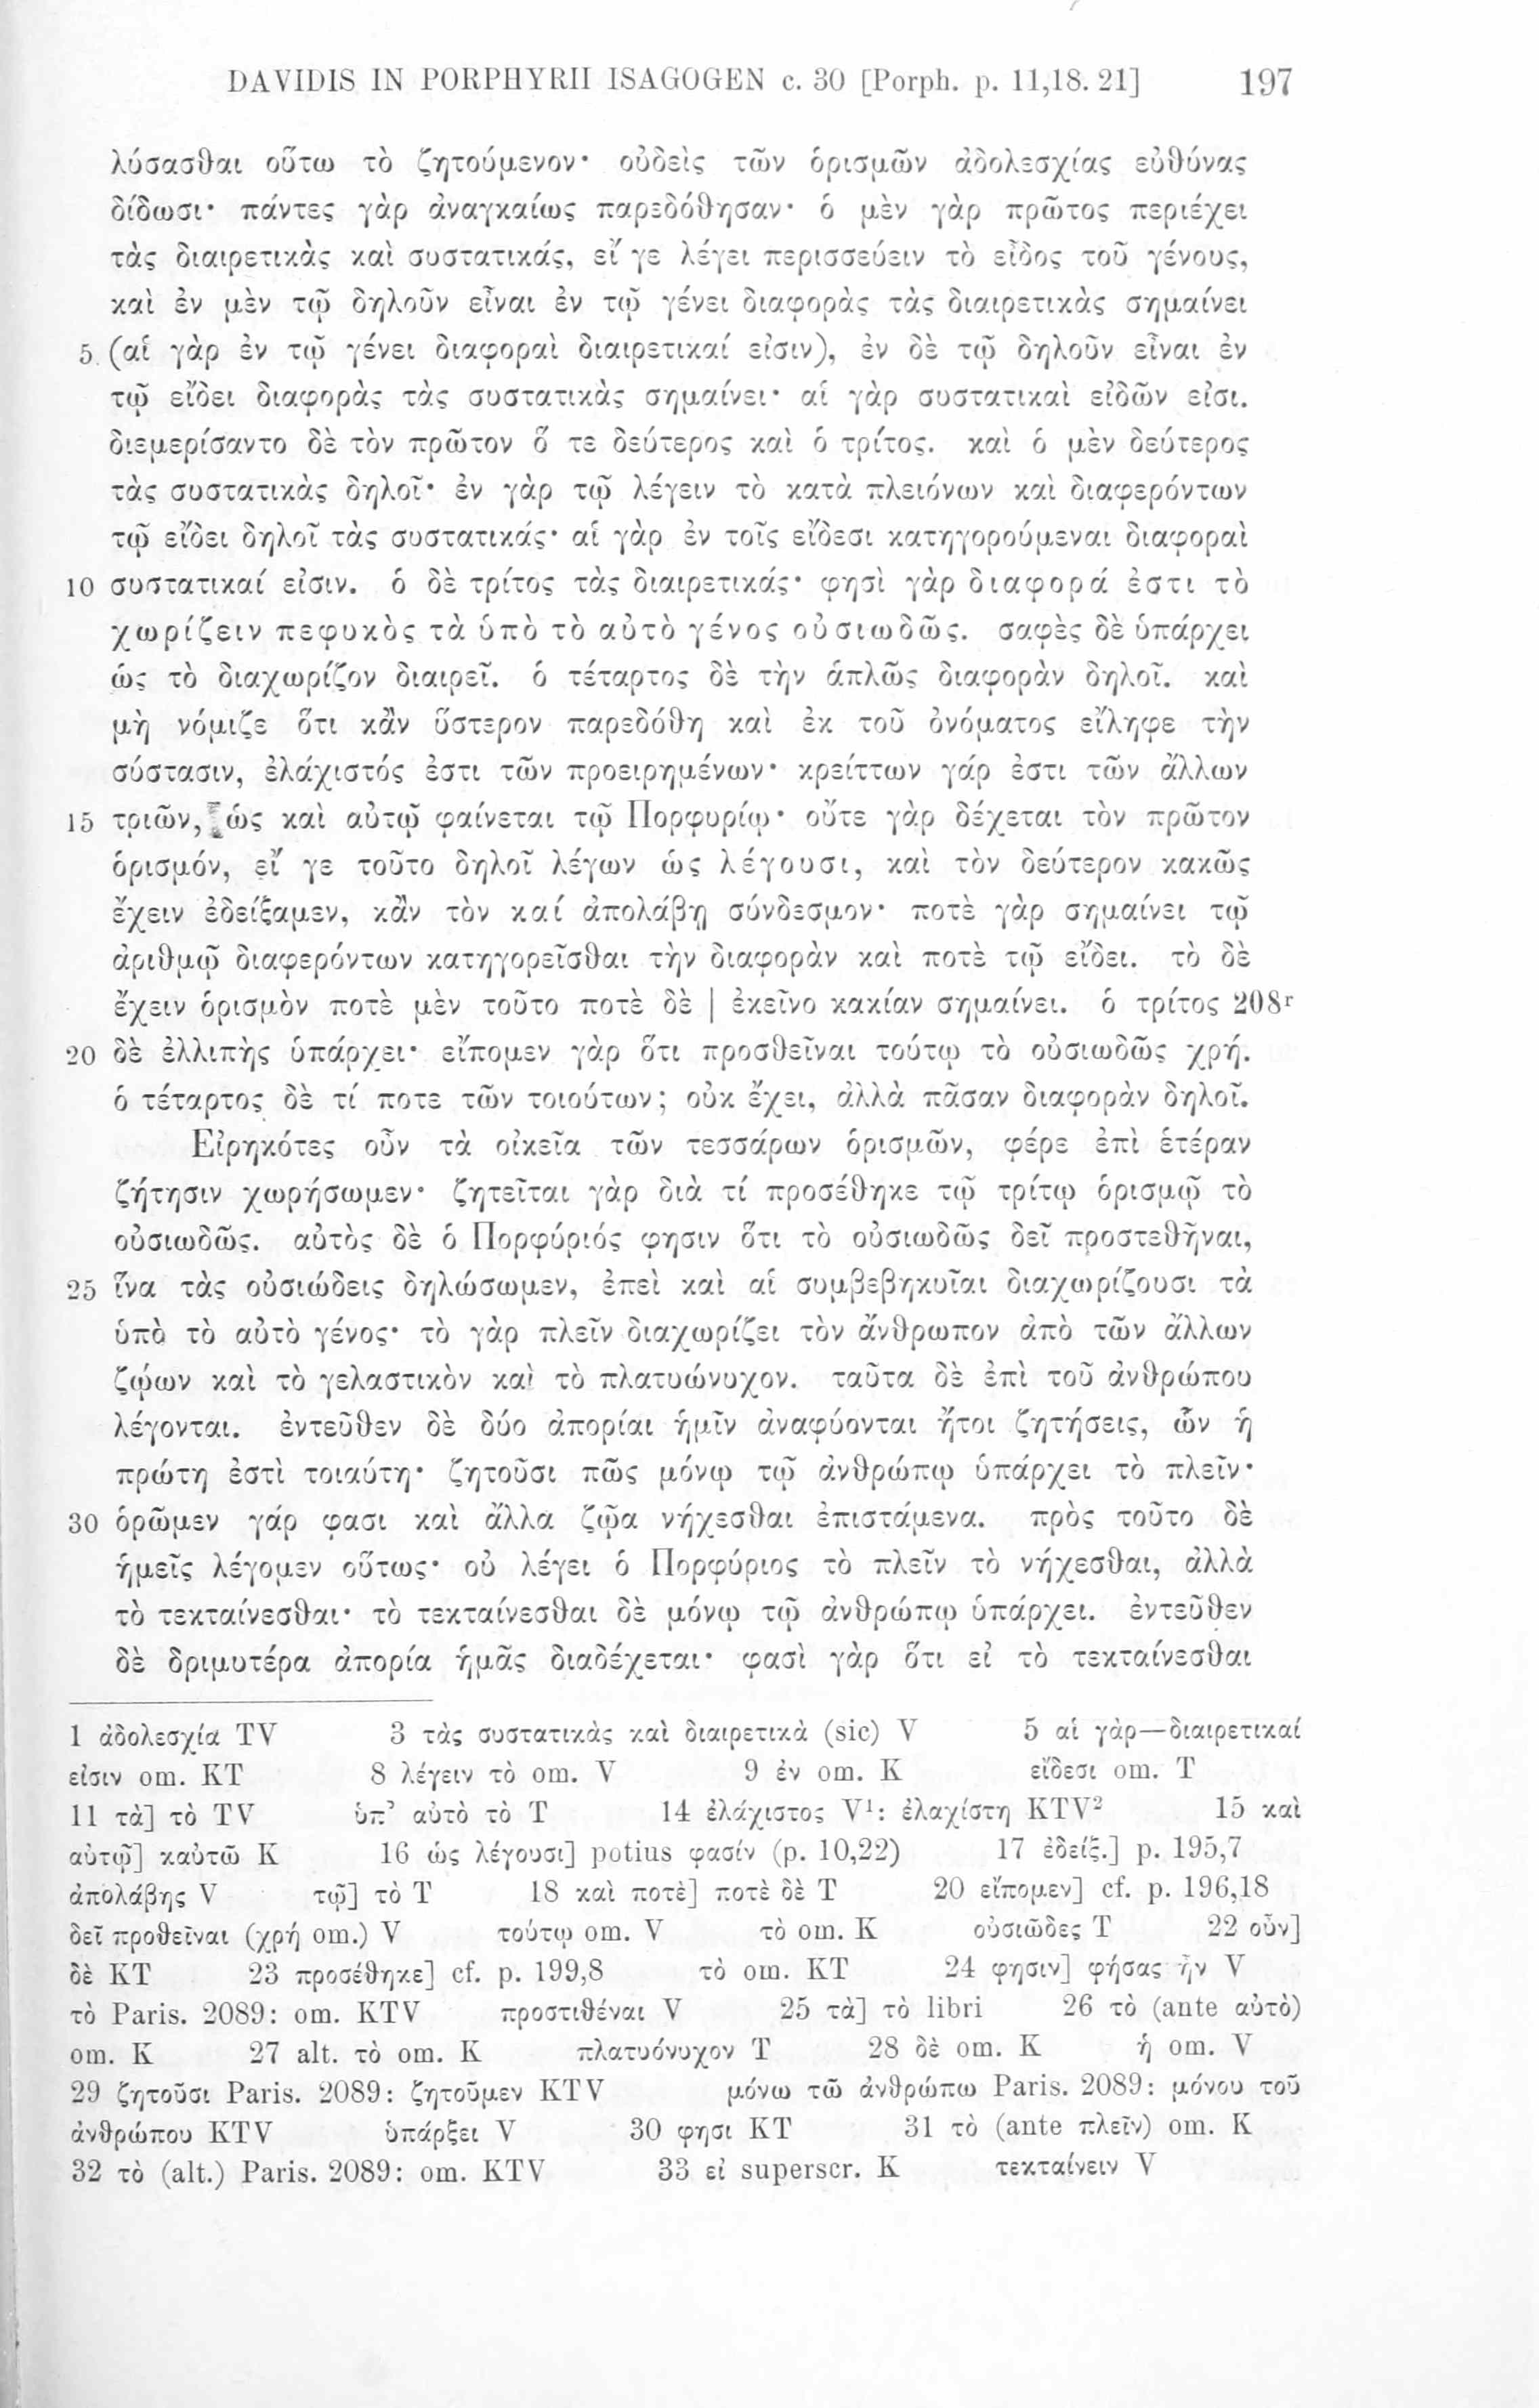 DAVIDIS IN PORPHYRII ISAGOGEN c. 30 [Porph. p. 11,18. 21] 197
λύσασθαι οὕτω τὸ ζητούμενον· οὐδεὶς τῶν ὁρισμῶν ἀδολεσχίας εὐθύνας
δίδωσι· πάντες γὰρ ἀναγκαίως παρεδόθησαν· ὁ μὲν γὰρ πρῶτος περιέχει
τὰς διαιρετικὰς καὶ συστατικάς, εἴ γε λέγει περισσεύειν τὸ εἶδος τοῦ γένους,
καὶ ἐν μὲν τῷ δηλοῦν εἶναι ἐν τῷ γένει διαφορὰς τὰς διαιρετικὰς σημαίνει
5 (αἱ γὰρ ἐν τῷ γένει διαφοραὶ διαιρετικαί εἰσιν), ἐν δὲ τῷ δηλοῦν εἶναι ἐν
τῷ εἴδει διαφορὰς τὰς συστατικὰς σημαίνει· αἱ γὰρ συστατικαὶ εἰδῶν εἰσι.
διεμερίσαντο δὲ τὸν πρῶτον ὅ τε δεύτερος καὶ ὁ τρίτος. καὶ ὁ μὲν δεύτερος
τὰς συστατικὰς δηλοῖ· ἐν γὰρ τῷ λέγειν τὸ κατὰ πλειόνων καὶ διαφερόντων
τῷ εἴδει δηλοῖ τὰς συστατικάς· αἱ γὰρ ἐν τοῖς εἴδεσι κατηγορούμεναι διαφοραὶ
10 συστατικαί εἰσιν. ὁ δὲ τρίτος τὰς διαιρετικάς· φησὶ γὰρ διαφορά ἐστι τὸ
χωρίζειν πεφυκὸς τὰ ὑπὸ τὸ αὐτὸ γένος οὐσιωδῶς. σαφὲς δὲ ὑπάρχει
ὡς τὸ διαχωρίζον διαιρεῖ. ὁ τέταρτος δὲ τὴν ἁπλῶς διαφορὰν δηλοῖ. καὶ
μὴ νόμιζε ὅτι κἂν ὕστερον παρεδόθη καὶ ἐκ τοῦ ὀνόματος εἴληφε τὴν
σύστασιν, ἐλάχιστός ἐστι τῶν προειρημένων· κρείττων γάρ ἐστι τῶν ἄλλων
15 τριῶν, ὡς καὶ αὐτῷ φαίνεται τῷ Πορφυρίῳ· οὔτε γὰρ δέχεται τὸν πρῶτον
ὁρισμόν, εἴ γε τοῦτο δηλοῖ λέγων ὡς λέγουσι, καὶ τὸν δεύτερον κακῶς
ἔχειν ἐδείξαμεν, κἂν τὸν καί ἀπολάβῃ σύνδεσμον· ποτὲ γὰρ σημαίνει τῷ
ἀριθμῷ διαφερόντων κατηγορεῖσθαι τὴν διαφορὰν καὶ ποτὲ τῷ εἴδει. τὸ δὲ
ἔχειν ὁρισμὸν ποτὲ μὲν τοῦτο ποτὲ δὲ | ἐκεῖνο κακίαν σημαίνει. ὁ τρίτος 208r
20 δὲ ἐλλιπὴς ὑπάρχει· εἴπομεν γὰρ ὅτι προσθεῖναι τούτῳ τὸ οὐσιωδῶς χρή.
ὁ τέταρτος δὲ τί ποτε τῶν τοιούτων; οὐκ ἔχει, ἀλλὰ πᾶσαν διαφορὰν δηλοῖ.
Εἰρηκότες οὖν τὰ οἰκεῖα τῶν τεσσάρων ὁρισμῶν, φέρε ἐπὶ ἑτέραν
ζήτησιν χωρήσωμεν· ζητεῖται γὰρ διὰ τί προσέθηκε τῷ τρίτῳ ὁρισμῷ τὸ
οὐσιωδῶς. αὐτὸς δὲ ὁ Πορφύριός φησιν ὅτι τὸ οὐσιωδῶς δεῖ προστεθῆναι,
25 ἵνα τὰς οὐσιώδεις δηλώσωμεν, ἐπεὶ καὶ αἱ συμβεβηκυῖαι διαχωρίζουσι τὰ
ὑπὸ τὸ αὐτὸ γένος· τὸ γὰρ πλεῖν διαχωρίζει τὸν ἄνθρωπον ἀπὸ τῶν ἄλλων
ζῴων καὶ τὸ γελαστικὸν καὶ τὸ πλατυώνυχον. ταῦτα δὲ ἐπὶ τοῦ ἀνθρώπου
λέγονται. ἐντεῦθεν δὲ δύο ἀπορίαι ἡμῖν ἀναφύονται ἤτοι ζητήσεις, ὧν ἡ
πρώτη ἐστὶ τοιαύτη· ζητοῦσι πῶς μόνῳ τῷ ἀνθρώπῳ ὑπάρχει τὸ πλεῖν·
30 ὁρῶμεν γάρ φασι καὶ ἄλλα ζῷα νήχεσθαι ἐπιστάμενα. πρὸς τοῦτο δὲ
ἡμεῖς λέγομεν οὕτως· οὐ λέγει ὁ Πορφύριος τὸ πλεῖν τὸ νήχεσθαι, ἀλλὰ
τὸ τεκταίνεσθαι· τὸ τεκταίνεσθαι δὲ μόνῳ τῷ ἀνθρώπῳ ὑπάρχει. ἐντεῦθεν
δὲ δριμυτέρα ἀπορία ἡμᾶς διαδέχεται· φασὶ γὰρ ὅτι εἰ τὸ τεκταίνεσθαι
1 ἀδολεσχία TV 3 τὰς συστατικὰς καὶ διαιρετικὰ (sic) V 5 αἱ γὰρ—διαιρετικαί
εἰσιν om. KT 8 λέγειν τὸ om. V 9 ἐν om. K εἴδεσι om. T
11 τὰ] τὸ TV ὑπ' αὐτὸ τὸ T 14 ἐλάχιστος V¹: ἐλαχίστη KTV² 15 καὶ
αὐτῷ] καὐτῶ K 16 ὡς λέγουσι] potius φασίν (p. 10,22) 17 ἐδείξ.] p. 195,7
ἀπολάβης V τῷ] τὸ T 18 καὶ ποτὲ] ποτὲ δὲ T 20 εἴπομεν] cf. p. 196,18
δεῖ προθεῖναι (χρή om.) V τούτῳ om. V τὸ om. K οὐσιῶδες T 22 οὖν]
δὲ KT 23 προσέθηκε] cf. p. 199,8 τὸ om. KT 24 φησιν] φήσας ἦν V
τὸ Paris. 2089: om. KTV προστιθέναι V 25 τὰ] τὸ libri 26 τὸ (ante αὐτὸ)
om. K 27 alt. τὸ om. K πλατυόνυχον T 28 δὲ om. K ἡ om. V
29 ζητοῦσι Paris. 2089: ζητοῦμεν KTV μόνω τῶ ἀνθρώπω Paris. 2089: μόνου τοῦ
ἀνθρώπου KTV ὑπάρξει V 30 φησι KT 31 τὸ (ante πλεῖν) om. K
32 τὸ (alt.) Paris. 2089: om. KTV 33 εἰ superscr. K τεκταίνειν V